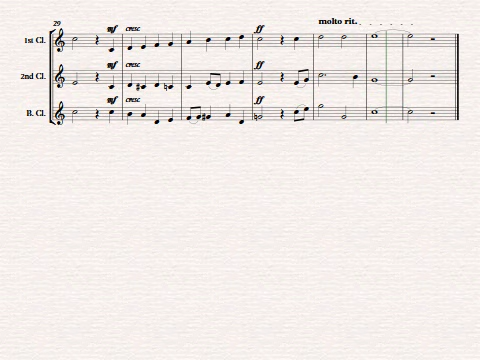 molto rit.
29
mf cresc ff
1st Cl.
mf cresc ff
2nd Cl.
mf cresc ff
B. Cl.